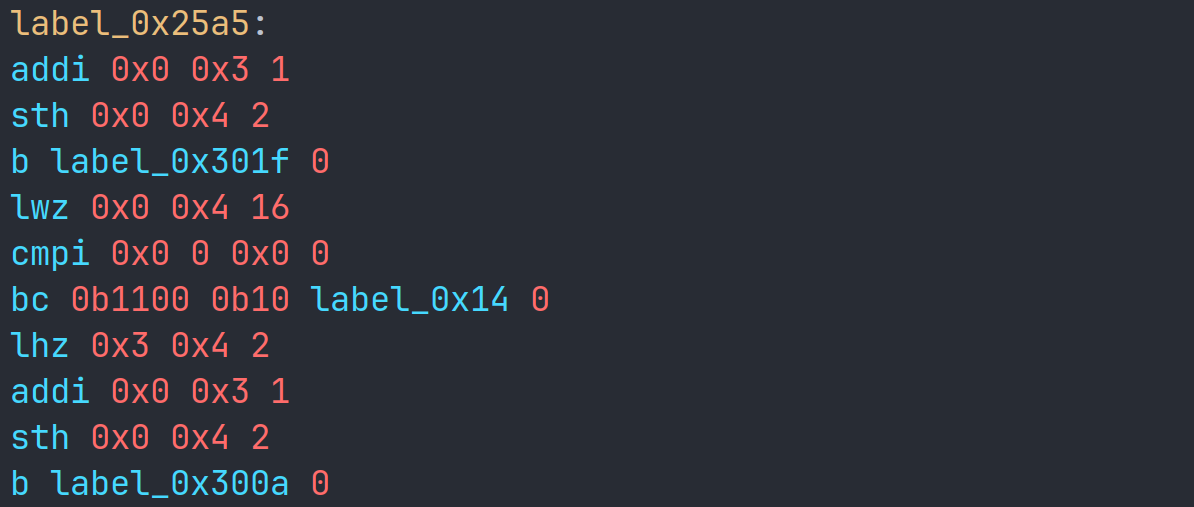 label_0x25a5:
addi 0x0 0x3 1
sth 0x0 0x4 2
b label_0x301f 0
lwz 0x0 0x4 16
cmpi 0x0 0 0x0 0
bc 0b1100 0b10 label_0x14 0
lhz 0x3 0x4 2
addi 0x0 0x3 1
sth 0x0 0x4 2
b label_0x300a 0